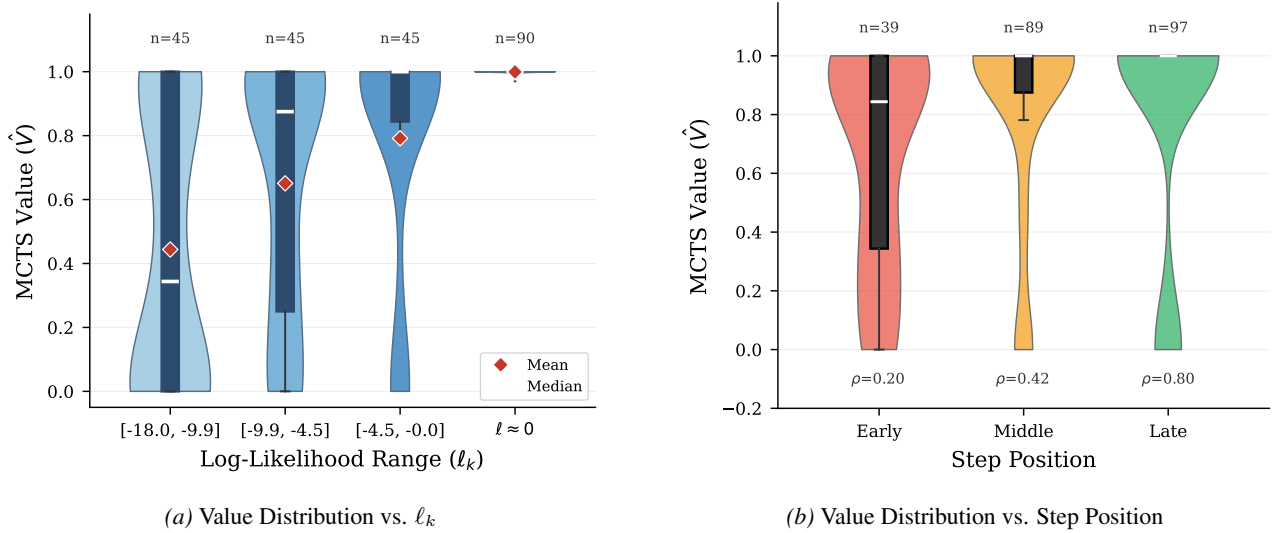 n=45 n=45 n=45 n=90
1.0
0.8
0.6
0.4
0.2
0.0
MCTS Value (V̂)
Mean
Median
[-18.0, -9.9] [-9.9, -4.5] [-4.5, -0.0] ℓ ≈ 0
Log-Likelihood Range (ℓₖ)
(a) Value Distribution vs. ℓₖ
n=39 n=89 n=97
1.0
0.8
0.6
0.4
0.2
0.0
−0.2
MCTS Value (V̂)
ρ=0.20 ρ=0.42 ρ=0.80
Early Middle Late
Step Position
(b) Value Distribution vs. Step Position